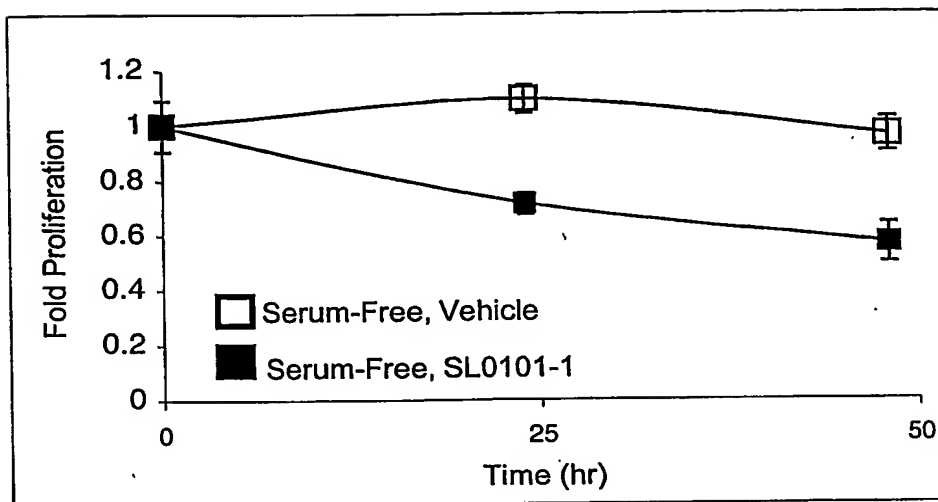 Fold Proliferation
1.2
1
0.8
0.6
0.4
0.2
0
Serum-Free, Vehicle
Serum-Free, SL0101-1
0
25
50
Time (hr)